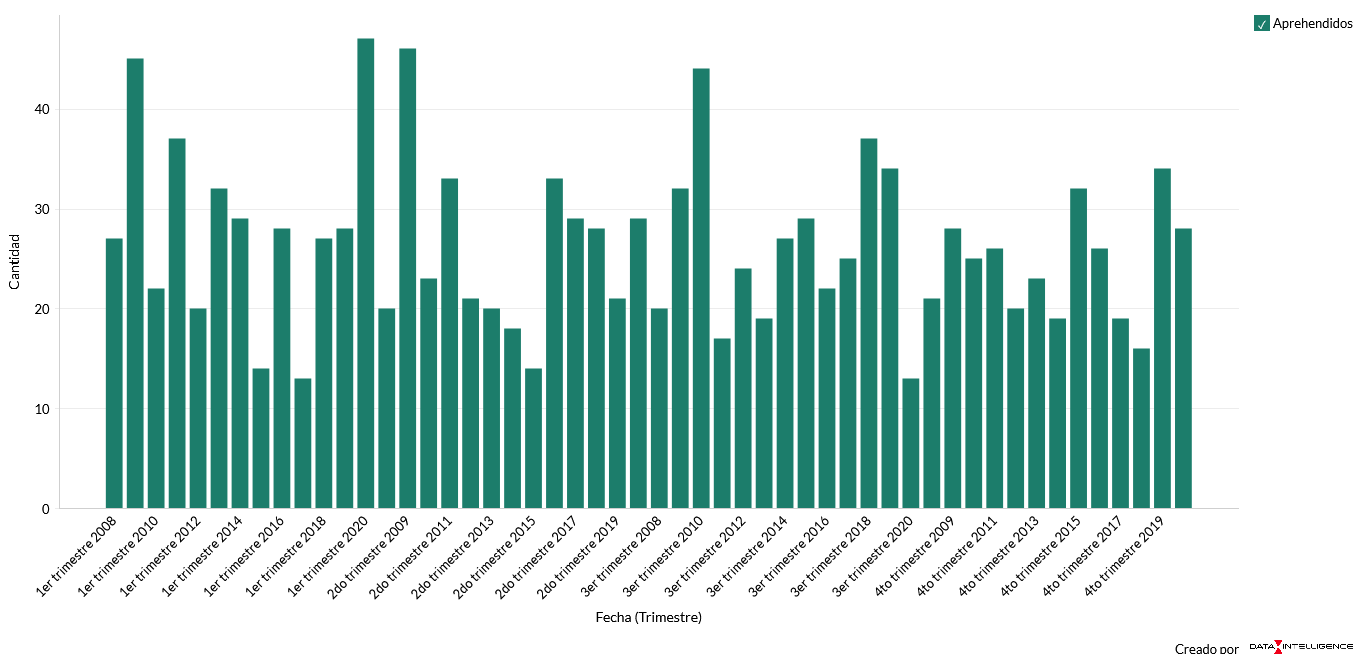 ✓ Aprehendidos
Cantidad
40
30
20
10
0
1er trimestre 2008
1er trimestre 2010
1er trimestre 2012
1er trimestre 2014
1er trimestre 2016
1er trimestre 2018
1er trimestre 2020
2do trimestre 2009
2do trimestre 2011
2do trimestre 2013
2do trimestre 2015
2do trimestre 2017
2do trimestre 2019
3er trimestre 2008
3er trimestre 2010
3er trimestre 2012
3er trimestre 2014
3er trimestre 2016
3er trimestre 2018
3er trimestre 2020
4to trimestre 2009
4to trimestre 2011
4to trimestre 2013
4to trimestre 2015
4to trimestre 2017
4to trimestre 2019
Fecha (Trimestre)
Creado por DATA INTELLIGENCE